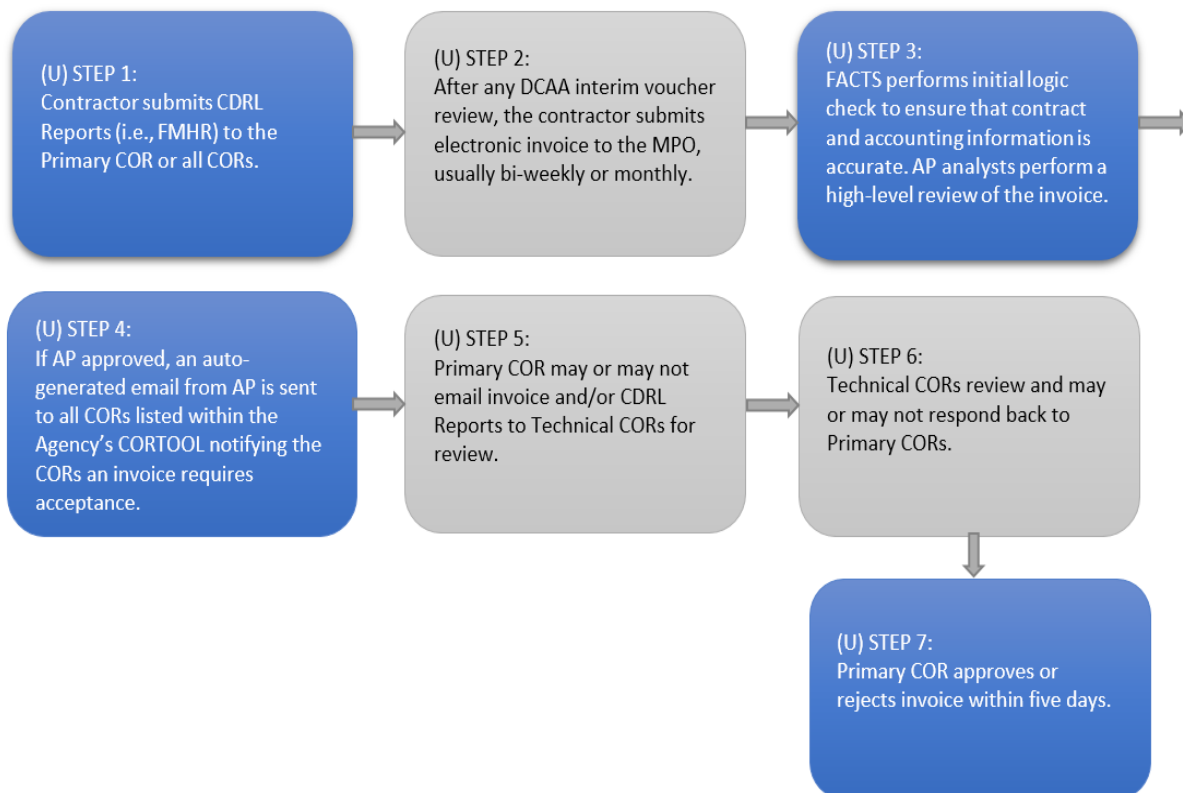 (U) STEP 1:
Contractor submits CDRL
Reports (i.e., FMHR) to the
Primary COR or all CORs.
(U) STEP 2:
After any DCAA interim voucher
review, the contractor submits
electronic invoice to the MPO,
usually bi-weekly or monthly.
(U) STEP 3:
FACTS performs initial logic
check to ensure that contract
and accounting information is
accurate. AP analysts perform a
high-level review of the invoice.
(U) STEP 4:
If AP approved, an auto-
generated email from AP is sent
to all CORs listed within the
Agency’s CORTOOL notifying the
CORs an invoice requires
acceptance.
(U) STEP 5:
Primary COR may or may not
email invoice and/or CDRL
Reports to Technical CORs for
review.
(U) STEP 6:
Technical CORs review and may
or may not respond back to
Primary CORs.
(U) STEP 7:
Primary COR approves or
rejects invoice within five days.